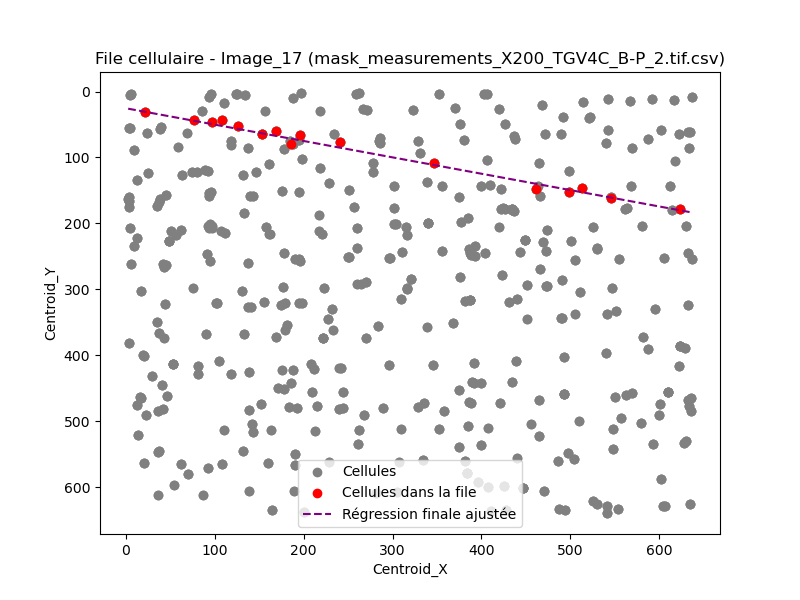 File cellulaire - Image_17 (mask_measurements_X200_TGV4C_B-P_2.tif.csv)
0
100
200
300
400
500
600
Centroid_Y
Cellules
Cellules dans la file
Régression finale ajustée
0 100 200 300 400 500 600
Centroid_X